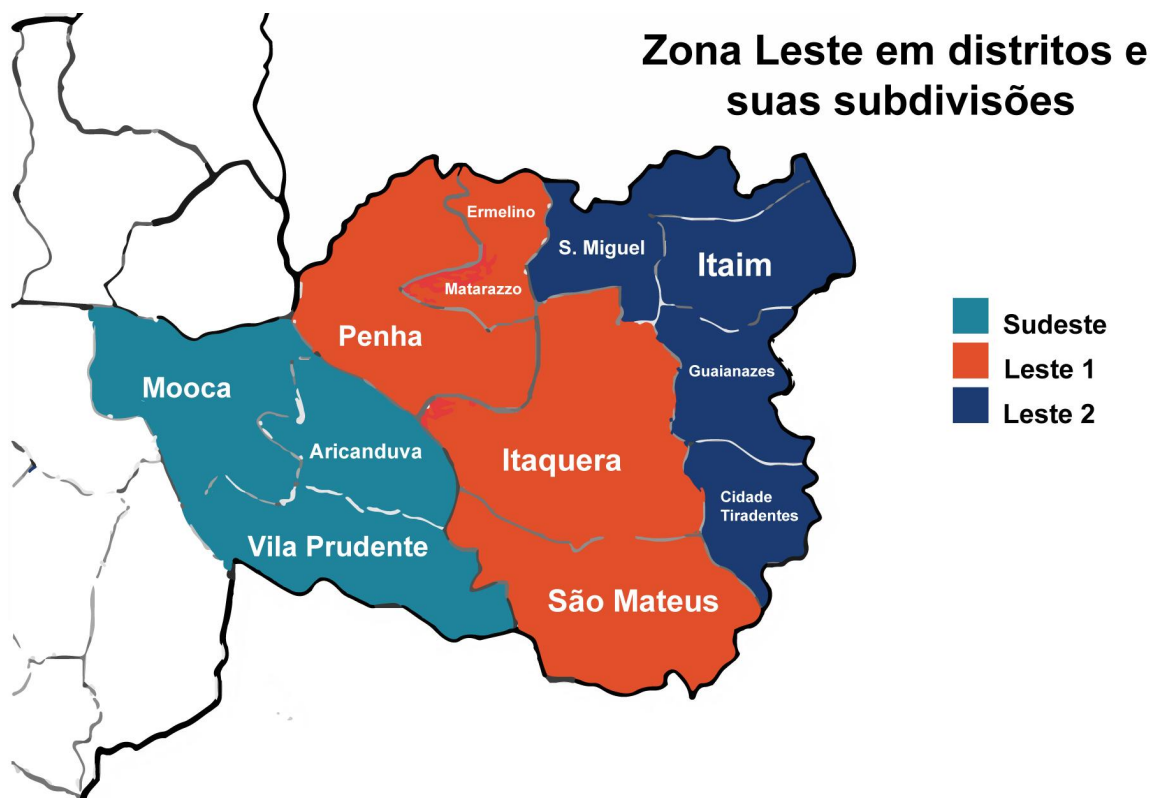 Zona Leste em distritos e
suas subdivisões
Ermelino
Matarazzo
S. Miguel
Itaim
Penha
Mooca
Guaianazes
Aricanduva
Itaquera
Cidade
Tiradentes
Vila Prudente
São Mateus
Sudeste
Leste 1
Leste 2